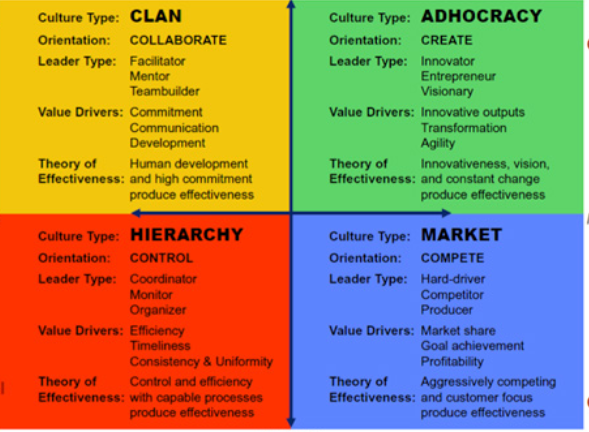 Culture Type: CLAN
Orientation: COLLABORATE
Leader Type: Facilitator
Mentor
Teambuilder
Value Drivers: Commitment
Communication
Development
Theory of Human development
Effectiveness: and high commitment
produce effectiveness
Culture Type: ADHOCRACY
Orientation: CREATE
Leader Type: Innovator
Entrepreneur
Visionary
Value Drivers: Innovative outputs
Transformation
Agility
Theory of Innovativeness, vision,
Effectiveness: and constant change
produce effectiveness
Culture Type: HIERARCHY
Orientation: CONTROL
Leader Type: Coordinator
Monitor
Organizer
Value Drivers: Efficiency
Timeliness
Consistency & Uniformity
Theory of Control and efficiency
Effectiveness: with capable processes
produce effectiveness
Culture Type: MARKET
Orientation: COMPETE
Leader Type: Hard-driver
Competitor
Producer
Value Drivers: Market share
Goal achievement
Profitability
Theory of Aggressively competing
Effectiveness: and customer focus
produce effectiveness